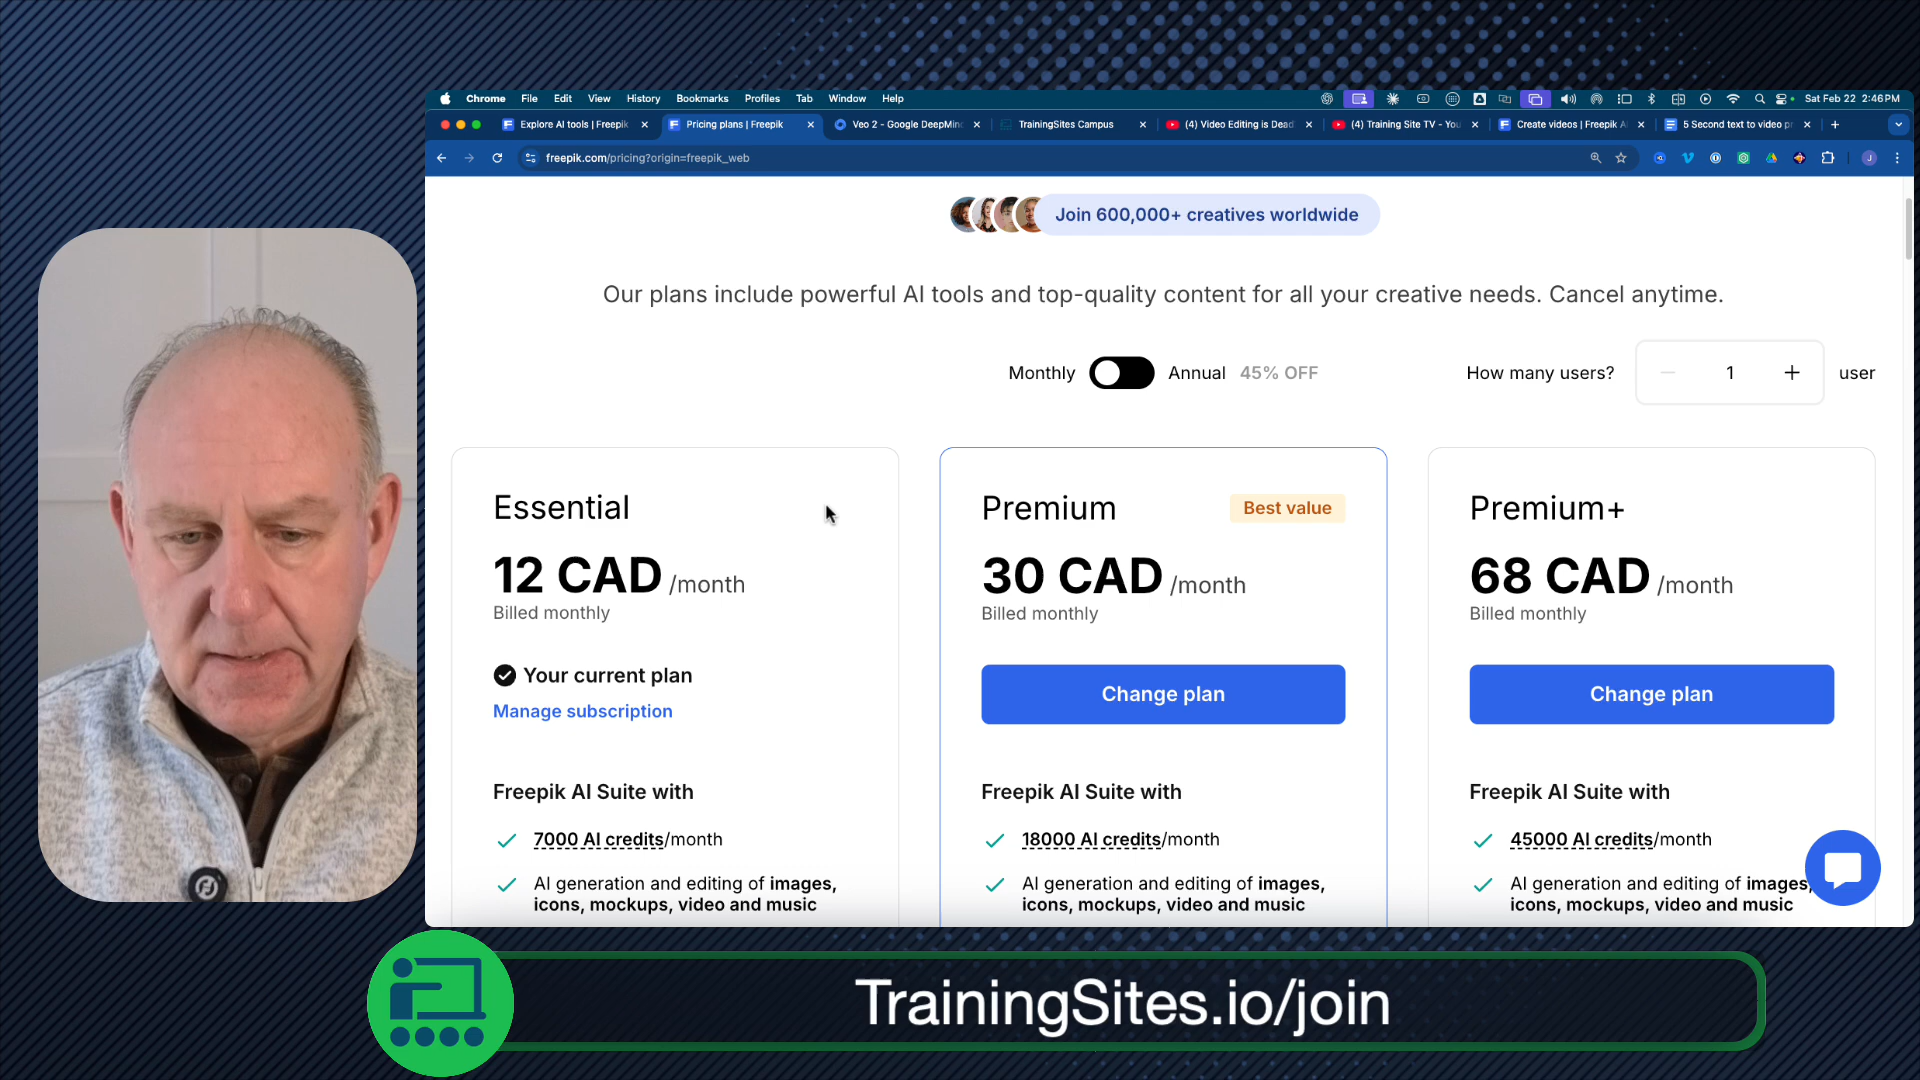 Chrome File Edit View History Bookmarks Profiles Tab Window Help
Sat Feb 22 2:46 PM
Explore AI tools | Freepik
Pricing plans | Freepik
Veo 2 - Google DeepMind
TrainingSites Campus
(4) Video Editing is Dead
(4) Training Site TV - You
Create videos | Freepik A
5 Second text to video pr
freepik.com/pricing?origin=freepik_web
J
Join 600,000+ creatives worldwide
Our plans include powerful AI tools and top-quality content for all your creative needs. Cancel anytime.
Monthly Annual 45% OFF
How many users? − 1 + user
Essential
12 CAD /month
Billed monthly
Your current plan
Manage subscription
Freepik AI Suite with
7000 AI credits/month
AI generation and editing of images,
icons, mockups, video and music
Premium Best value
30 CAD /month
Billed monthly
Change plan
Freepik AI Suite with
18000 AI credits/month
AI generation and editing of images,
icons, mockups, video and music
Premium+
68 CAD /month
Billed monthly
Change plan
Freepik AI Suite with
45000 AI credits/month
AI generation and editing of images,
icons, mockups, video and music
TrainingSites.io/join